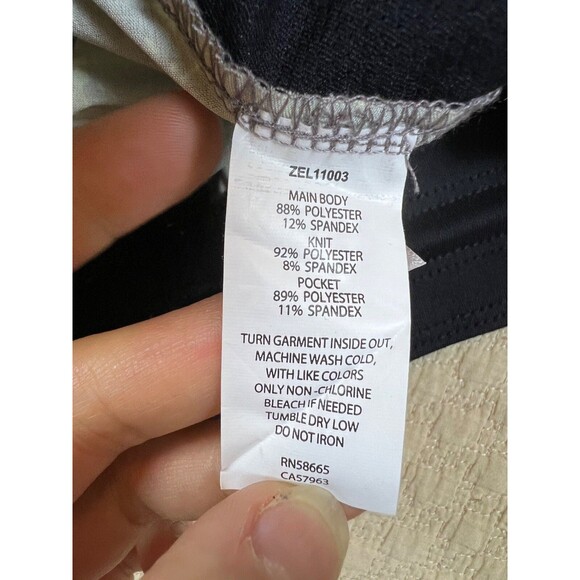 ZEL11003
MAIN BODY
88% POLYESTER
12% SPANDEX
KNIT
92% POLYESTER
8% SPANDEX
POCKET
89% POLYESTER
11% SPANDEX
TURN GARMENT INSIDE OUT,
MACHINE WASH COLD,
WITH LIKE COLORS
ONLY NON-CHLORINE
BLEACH IF NEEDED
TUMBLE DRY LOW
DO NOT IRON
RN58665
CA57963